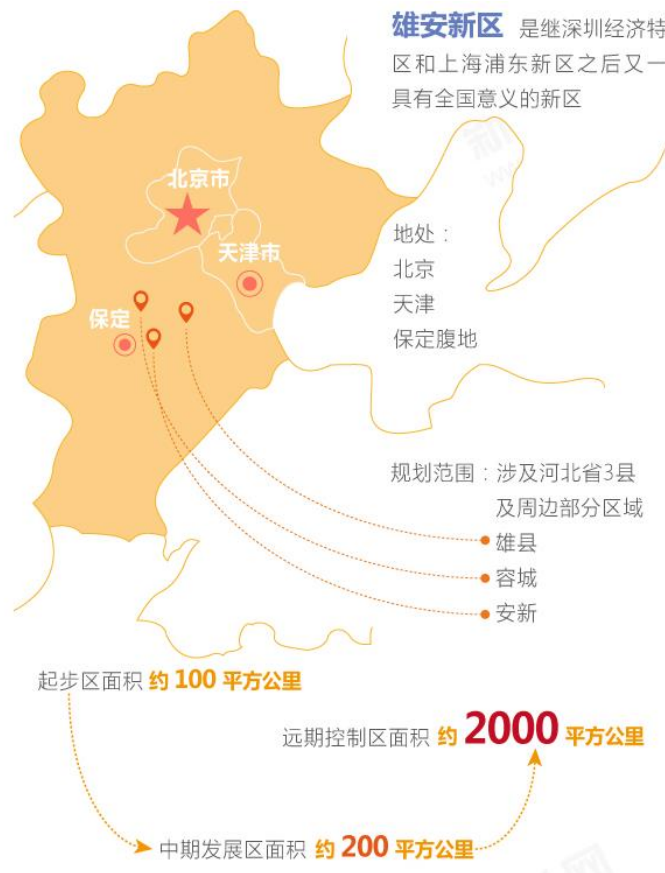 雄安新区 是继深圳经济特
区和上海浦东新区之后又一
具有全国意义的新区
北京市
天津市
保定
地处：
北京
天津
保定腹地
规划范围：涉及河北省3县
及周边部分区域
雄县
容城
安新
起步区面积 约 100 平方公里
远期控制区面积 约 2000 平方公里
中期发展区面积 约 200 平方公里